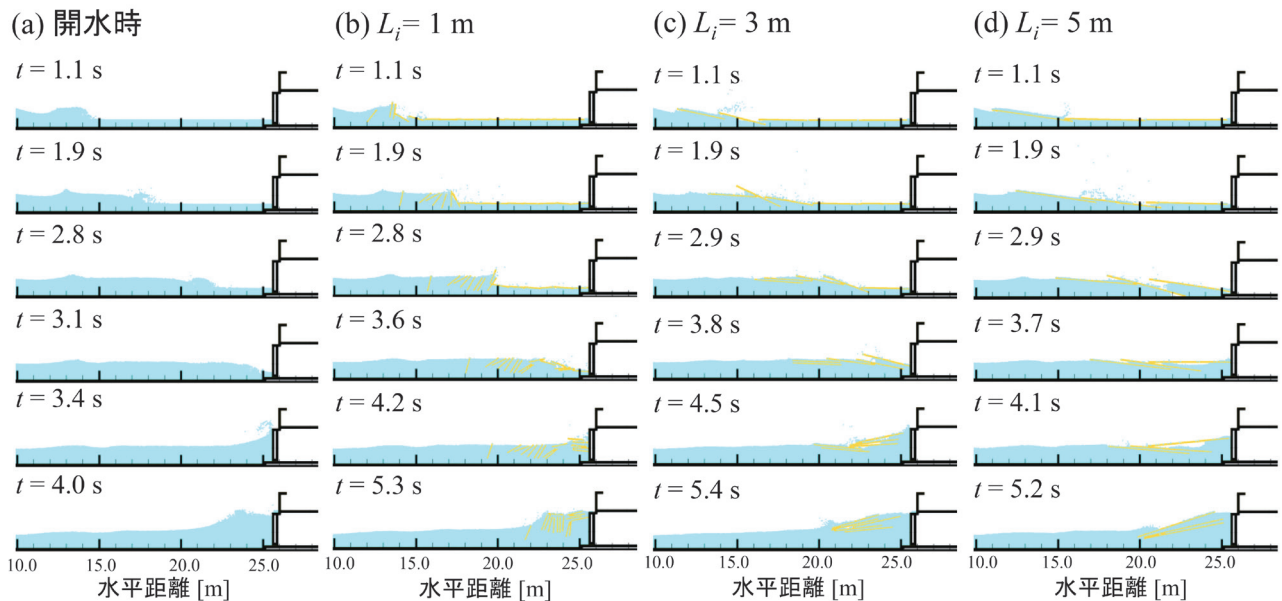 (a) 開水時
t = 1.1 s
t = 1.9 s
t = 2.8 s
t = 3.1 s
t = 3.4 s
t = 4.0 s
10.0 15.0 20.0 25.0
水平距離 [m]
(b) Li = 1 m
t = 1.1 s
t = 1.9 s
t = 2.8 s
t = 3.6 s
t = 4.2 s
t = 5.3 s
10.0 15.0 20.0 25.0
水平距離 [m]
(c) Li = 3 m
t = 1.1 s
t = 1.9 s
t = 2.9 s
t = 3.8 s
t = 4.5 s
t = 5.4 s
10.0 15.0 20.0 25.0
水平距離 [m]
(d) Li = 5 m
t = 1.1 s
t = 1.9 s
t = 2.9 s
t = 3.7 s
t = 4.1 s
t = 5.2 s
10.0 15.0 20.0 25.0
水平距離 [m]